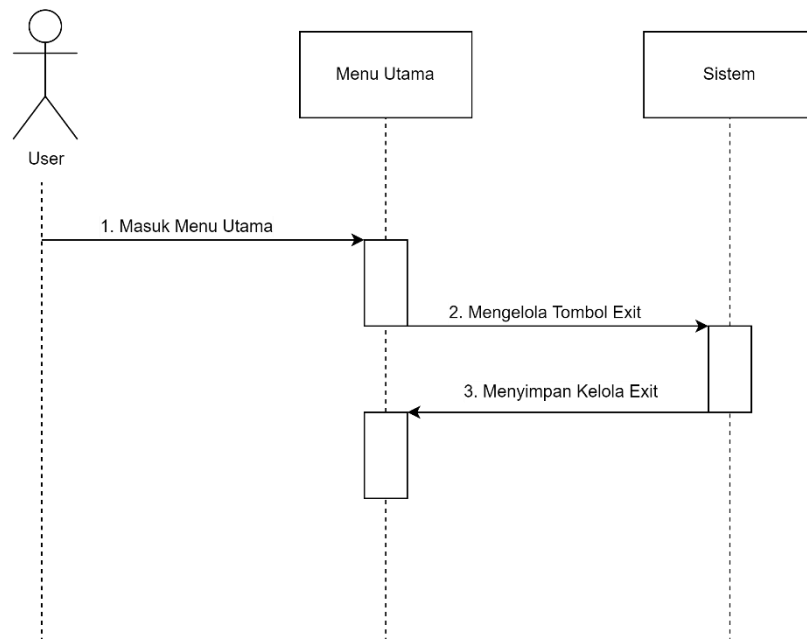 Menu Utama
Sistem
User
1. Masuk Menu Utama
2. Mengelola Tombol Exit
3. Menyimpan Kelola Exit